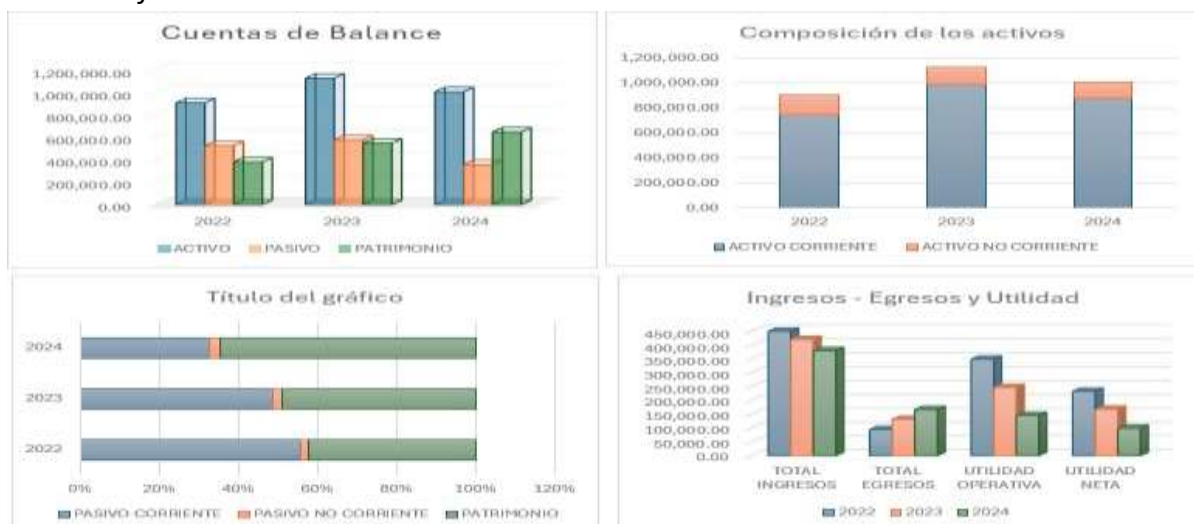 Cuentas de Balance
1,200,000.00
1,000,000.00
800,000.00
600,000.00
400,000.00
200,000.00
0.00
2022 2023 2024
ACTIVO PASIVO PATRIMONIO
Composición de los activos
1,200,000.00
1,000,000.00
800,000.00
600,000.00
400,000.00
200,000.00
0.00
2022 2023 2024
ACTIVO CORRIENTE ACTIVO NO CORRIENTE
Título del gráfico
2024
2023
2022
0% 20% 40% 60% 80% 100% 120%
PASIVO CORRIENTE PASIVO NO CORRIENTE PATRIMONIO
Ingresos - Egresos y Utilidad
450,000.00
400,000.00
350,000.00
300,000.00
250,000.00
200,000.00
150,000.00
100,000.00
50,000.00
0.00
TOTAL INGRESOS
TOTAL EGRESOS
UTILIDAD OPERATIVA
UTILIDAD NETA
2022 2023 2024